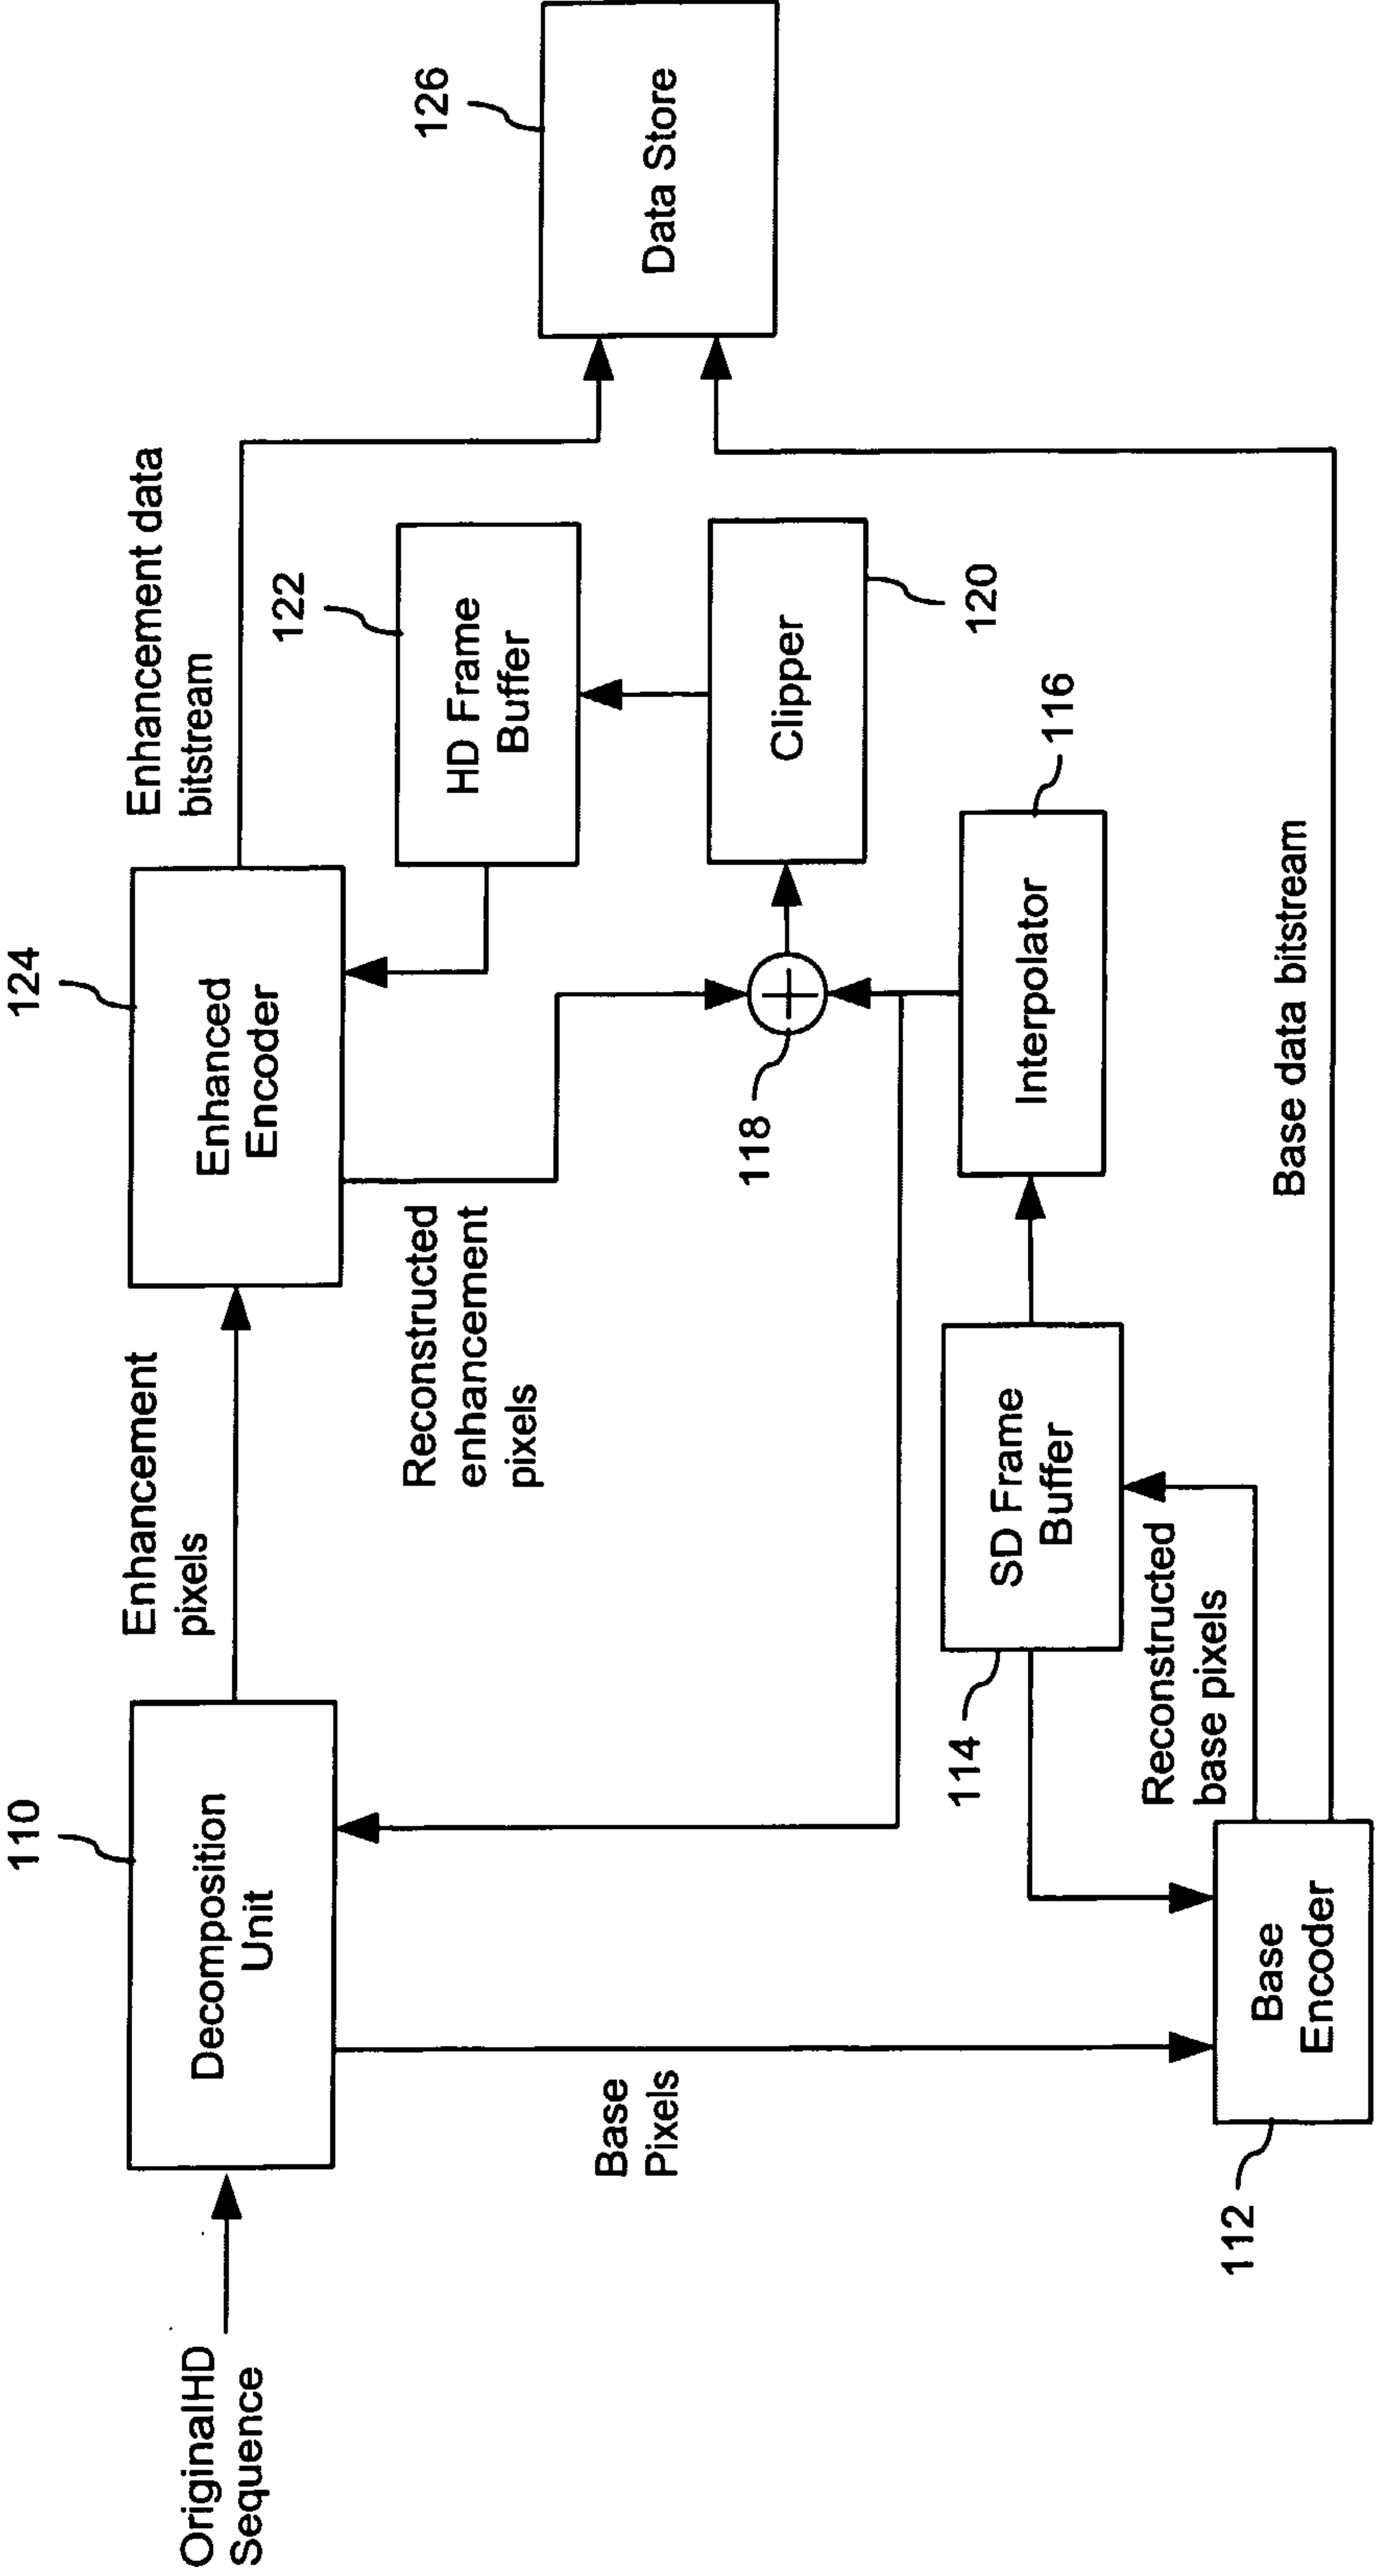 OriginalHD
Sequence
110
Decomposition
Unit
Enhancement
pixels
124
Enhanced
Encoder
Enhancement data
bitstream
Reconstructed
enhancement
pixels
122
HD Frame
Buffer
126
Data Store
Base
Pixels
118
Clipper
120
114
SD Frame
Buffer
Interpolator
116
Reconstructed
base pixels
112
Base
Encoder
Base data bitstream